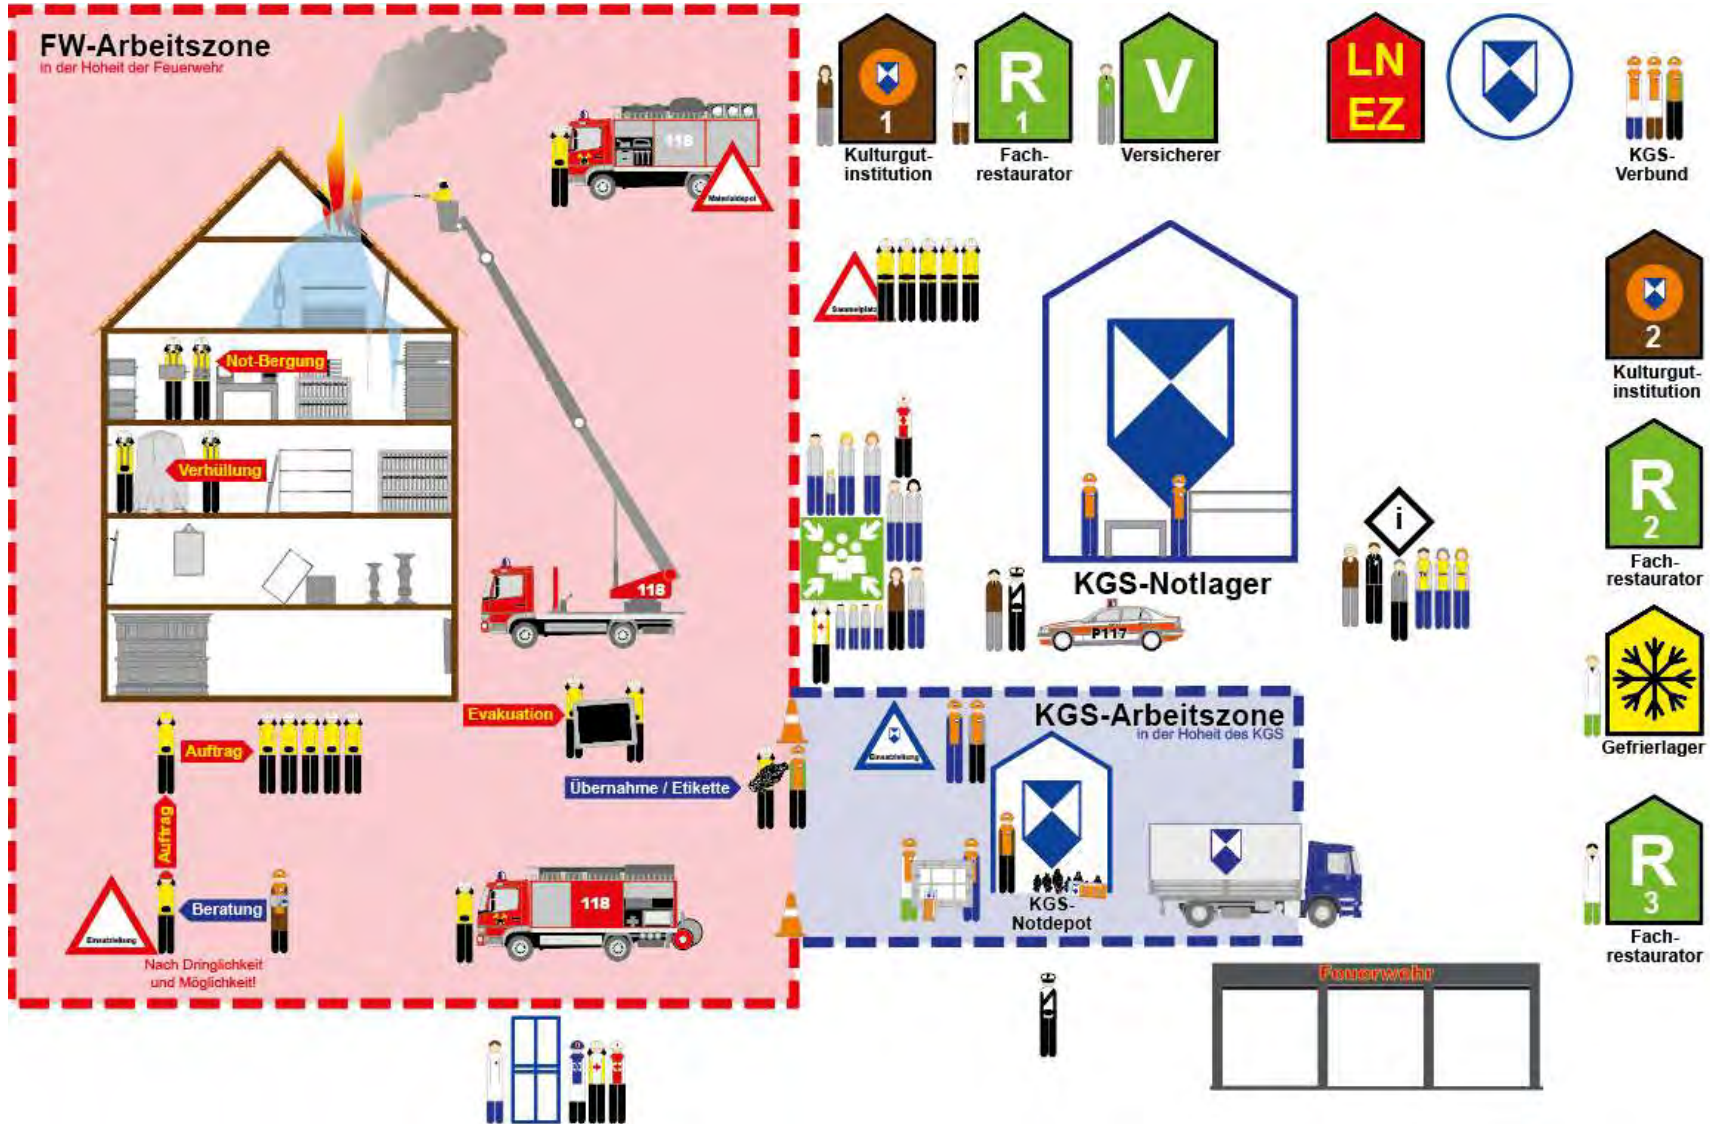 FW-Arbeitszone
in der Hoheit der Feuerwehr
118
Materialdepot
Not-Bergung
Verhüllung
118
Evakuation
Auftrag
Übernahme / Etikette
Auftrag
Beratung
Einsatzleitung
118
Nach Dringlichkeit
und Möglichkeit!
1
Kulturgut-
institution
R
1
Fach-
restaurator
V
Versicherer
LN
EZ
KGS-
Verbund
Sammelplatz
KGS-Notlager
P117
i
2
Kulturgut-
institution
R
2
Fach-
restaurator
Gefrierlager
R
3
Fach-
restaurator
KGS-Arbeitszone
in der Hoheit des KGS
Einsatzleitung
KGS-
Notdepot
Feuerwehr